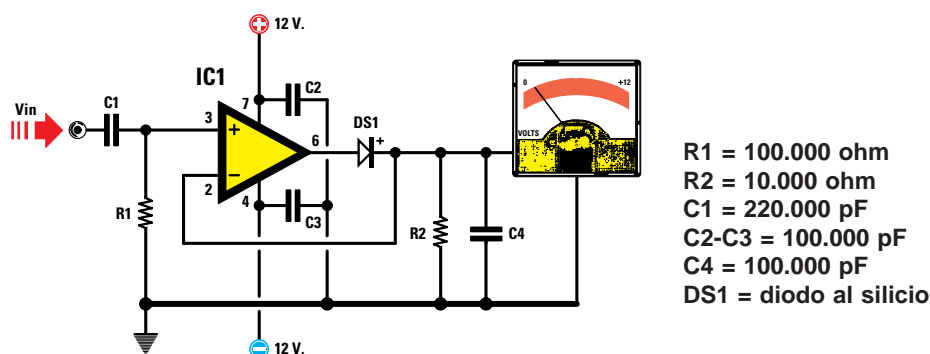 12 V.
IC1
C2
7
C1
Vin
3
+
DS1
+
6
−
2
4
C3
R1
R2
C4
12 V.
0
+12
VOLTS
R1 = 100.000 ohm
R2 = 10.000 ohm
C1 = 220.000 pF
C2-C3 = 100.000 pF
C4 = 100.000 pF
DS1 = diodo al silicio